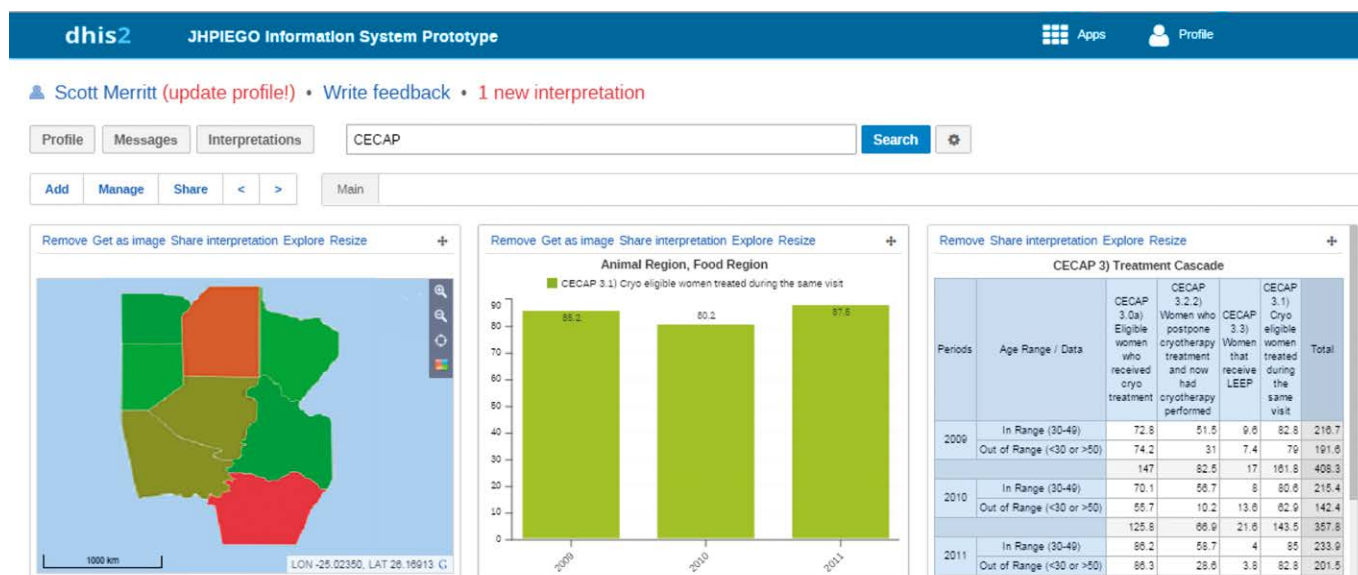 dhis2 JHPIEGO Information System Prototype Apps Profile
Scott Merritt (update profile!) • Write feedback • 1 new interpretation
Profile Messages Interpretations CECAP Search
Add Manage Share < > Main
Remove Get as image Share interpretation Explore Resize
1000 km
LON -25.02350, LAT 26.16913 G
Remove Get as image Share interpretation Explore Resize
Animal Region, Food Region
CECAP 3.1) Cryo eligible women treated during the same visit
90
80
70
60
50
40
30
20
10
0
85.2 80.2 87.5
2009 2010 2011
Remove Share interpretation Explore Resize
CECAP 3) Treatment Cascade
Periods
Age Range / Data
CECAP
3.0a)
Eligible
women
who
received
cryo
treatment
CECAP
3.2.2)
Women who
postpone
cryotherapy
treatment
and now
had
cryotherapy
performed
CECAP
3.3)
Women
that
receive
LEEP
CECAP
3.1)
Cryo
eligible
women
treated
during
the
same
visit
Total
2009
In Range (30-49) 72.8 51.5 9.6 82.8 216.7
Out of Range (<30 or >50) 74.2 31 7.4 79 191.6
147 82.5 17 161.8 408.3
2010
In Range (30-49) 70.1 56.7 8 80.6 215.4
Out of Range (<30 or >50) 55.7 10.2 13.6 62.9 142.4
125.8 66.9 21.6 143.5 357.8
2011
In Range (30-49) 86.2 58.7 4 85 233.9
Out of Range (<30 or >50) 86.3 28.6 3.8 82.8 201.5